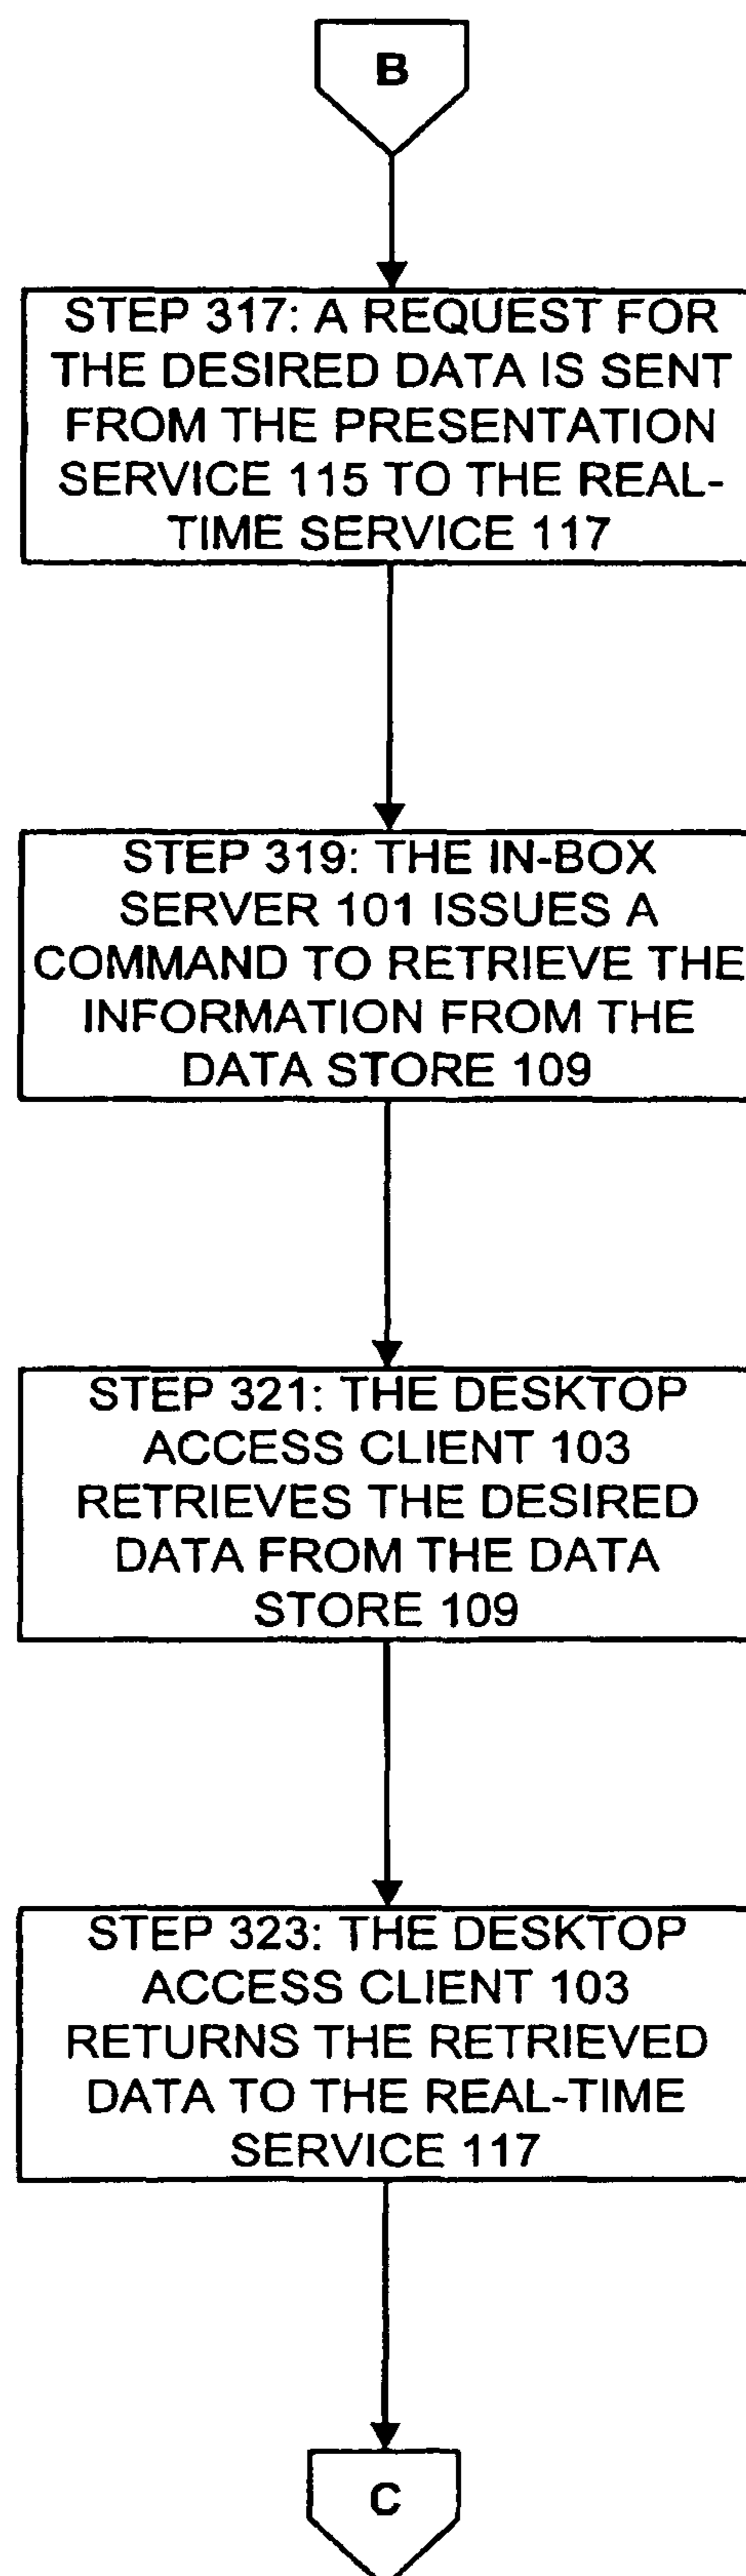 B
STEP 317: A REQUEST FOR
THE DESIRED DATA IS SENT
FROM THE PRESENTATION
SERVICE 115 TO THE REAL-
TIME SERVICE 117
STEP 319: THE IN-BOX
SERVER 101 ISSUES A
COMMAND TO RETRIEVE THE
INFORMATION FROM THE
DATA STORE 109
STEP 321: THE DESKTOP
ACCESS CLIENT 103
RETRIEVES THE DESIRED
DATA FROM THE DATA
STORE 109
STEP 323: THE DESKTOP
ACCESS CLIENT 103
RETURNS THE RETRIEVED
DATA TO THE REAL-TIME
SERVICE 117
C